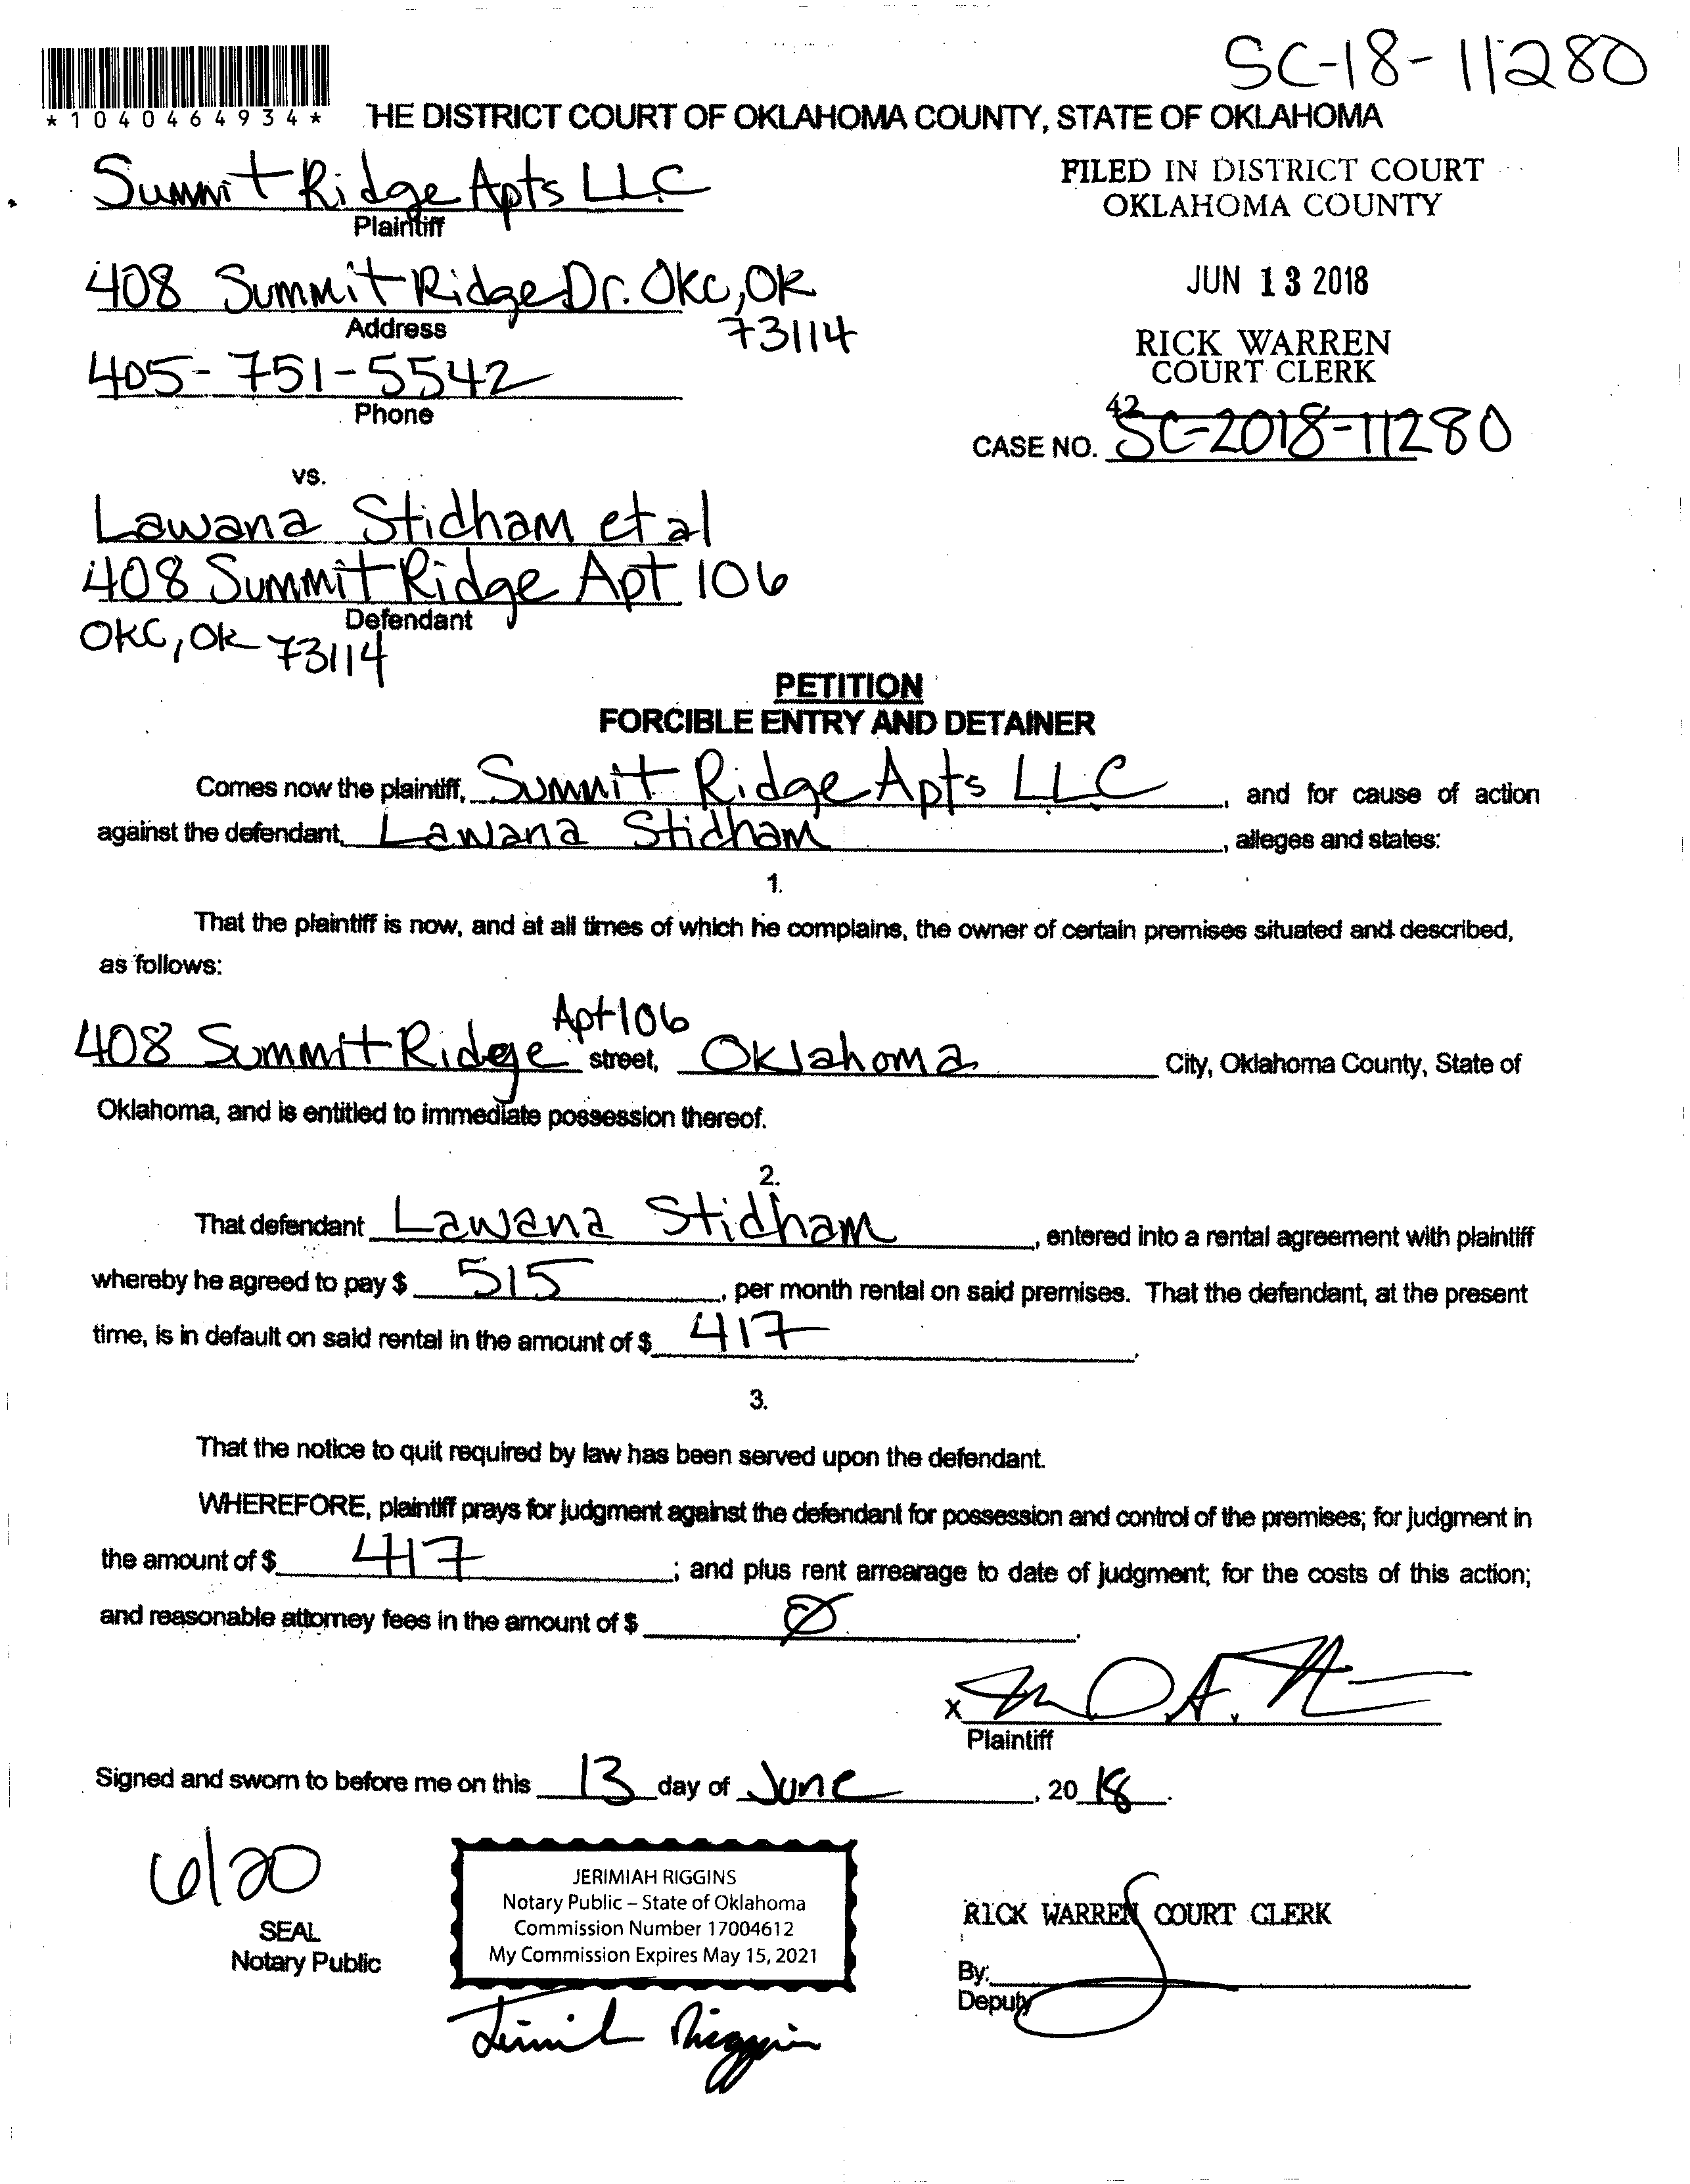 SC-18-11280
*1040464934*
HE DISTRICT COURT OF OKLAHOMA COUNTY, STATE OF OKLAHOMA
Summit Ridge Apts LLC
Plaintiff
FILED IN DISTRICT COURT
OKLAHOMA COUNTY
408 Summit Ridge Dr. OKC, OK
73114
Address
JUN 13 2018
405-751-5542
Phone
RICK WARREN
COURT CLERK
42
CASE NO. SC-2018-11280
vs.
Lawana Stidham et al
408 Summit Ridge Apt 106
Defendant
OKC, OK 73114
PETITION
FORCIBLE ENTRY AND DETAINER
Comes now the plaintiff, Summit Ridge Apts LLC, and for cause of action
against the defendant, Lawana Stidham, alleges and states:
1.
That the plaintiff is now, and at all times of which he complains, the owner of certain premises situated and described,
as follows:
Apt 106
408 Summit Ridge street, Oklahoma City, Oklahoma County, State of
Oklahoma, and is entitled to immediate possession thereof.
2.
That defendant Lawana Stidham, entered into a rental agreement with plaintiff
whereby he agreed to pay $ 515, per month rental on said premises. That the defendant, at the present
time, is in default on said rental in the amount of $ 417.
3.
That the notice to quit required by law has been served upon the defendant.
WHEREFORE, plaintiff prays for judgment against the defendant for possession and control of the premises; for judgment in
the amount of $ 417; and plus rent arrearage to date of judgment; for the costs of this action;
and reasonable attorney fees in the amount of $ Ø.
X
Plaintiff
Signed and sworn to before me on this 13 day of June, 2018.
6/20
SEAL
Notary Public
JERIMIAH RIGGINS
Notary Public – State of Oklahoma
Commission Number 17004612
My Commission Expires May 15, 2021
Jerimiah Riggins
RICK WARREN COURT CLERK
By:
Deputy